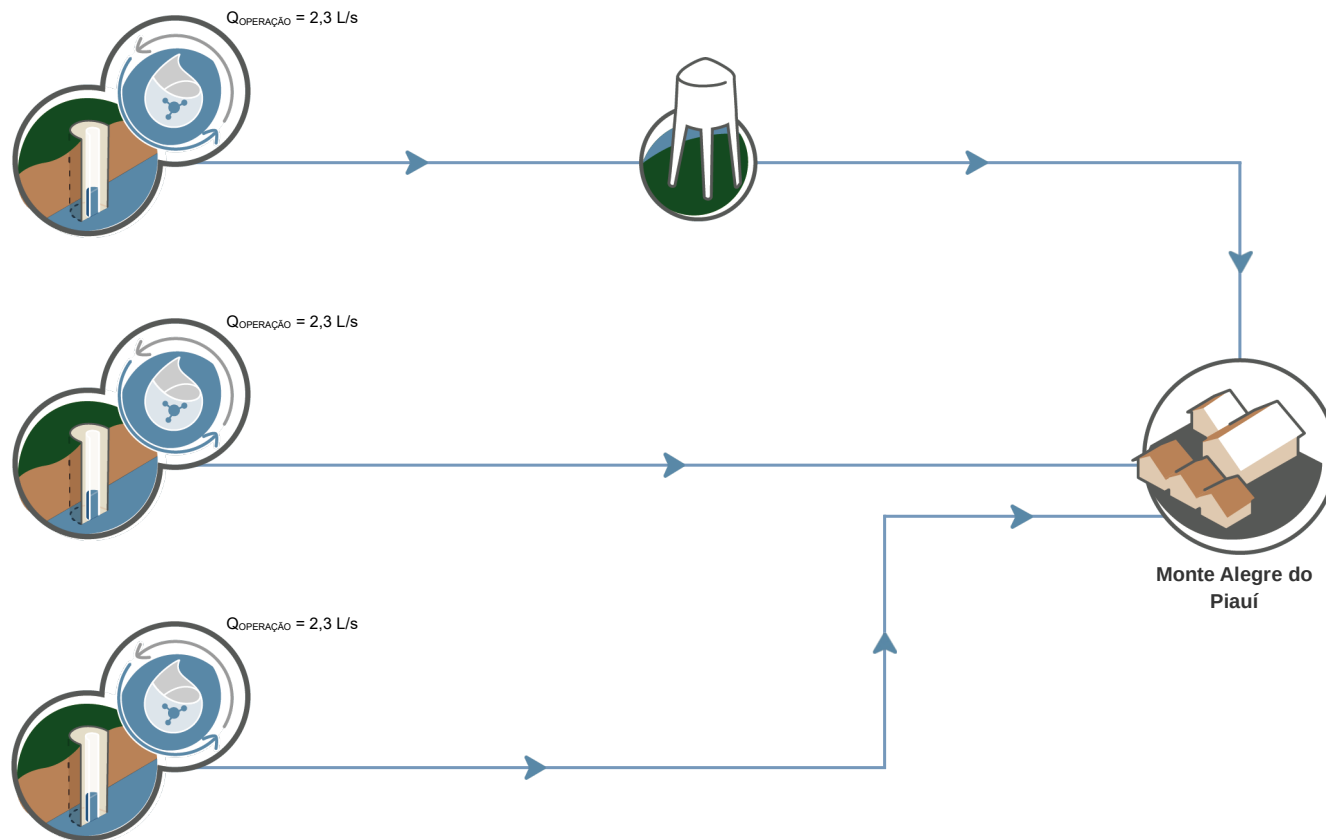 QOPERAÇÃO = 2,3 L/s
QOPERAÇÃO = 2,3 L/s
Monte Alegre do
Piauí
QOPERAÇÃO = 2,3 L/s